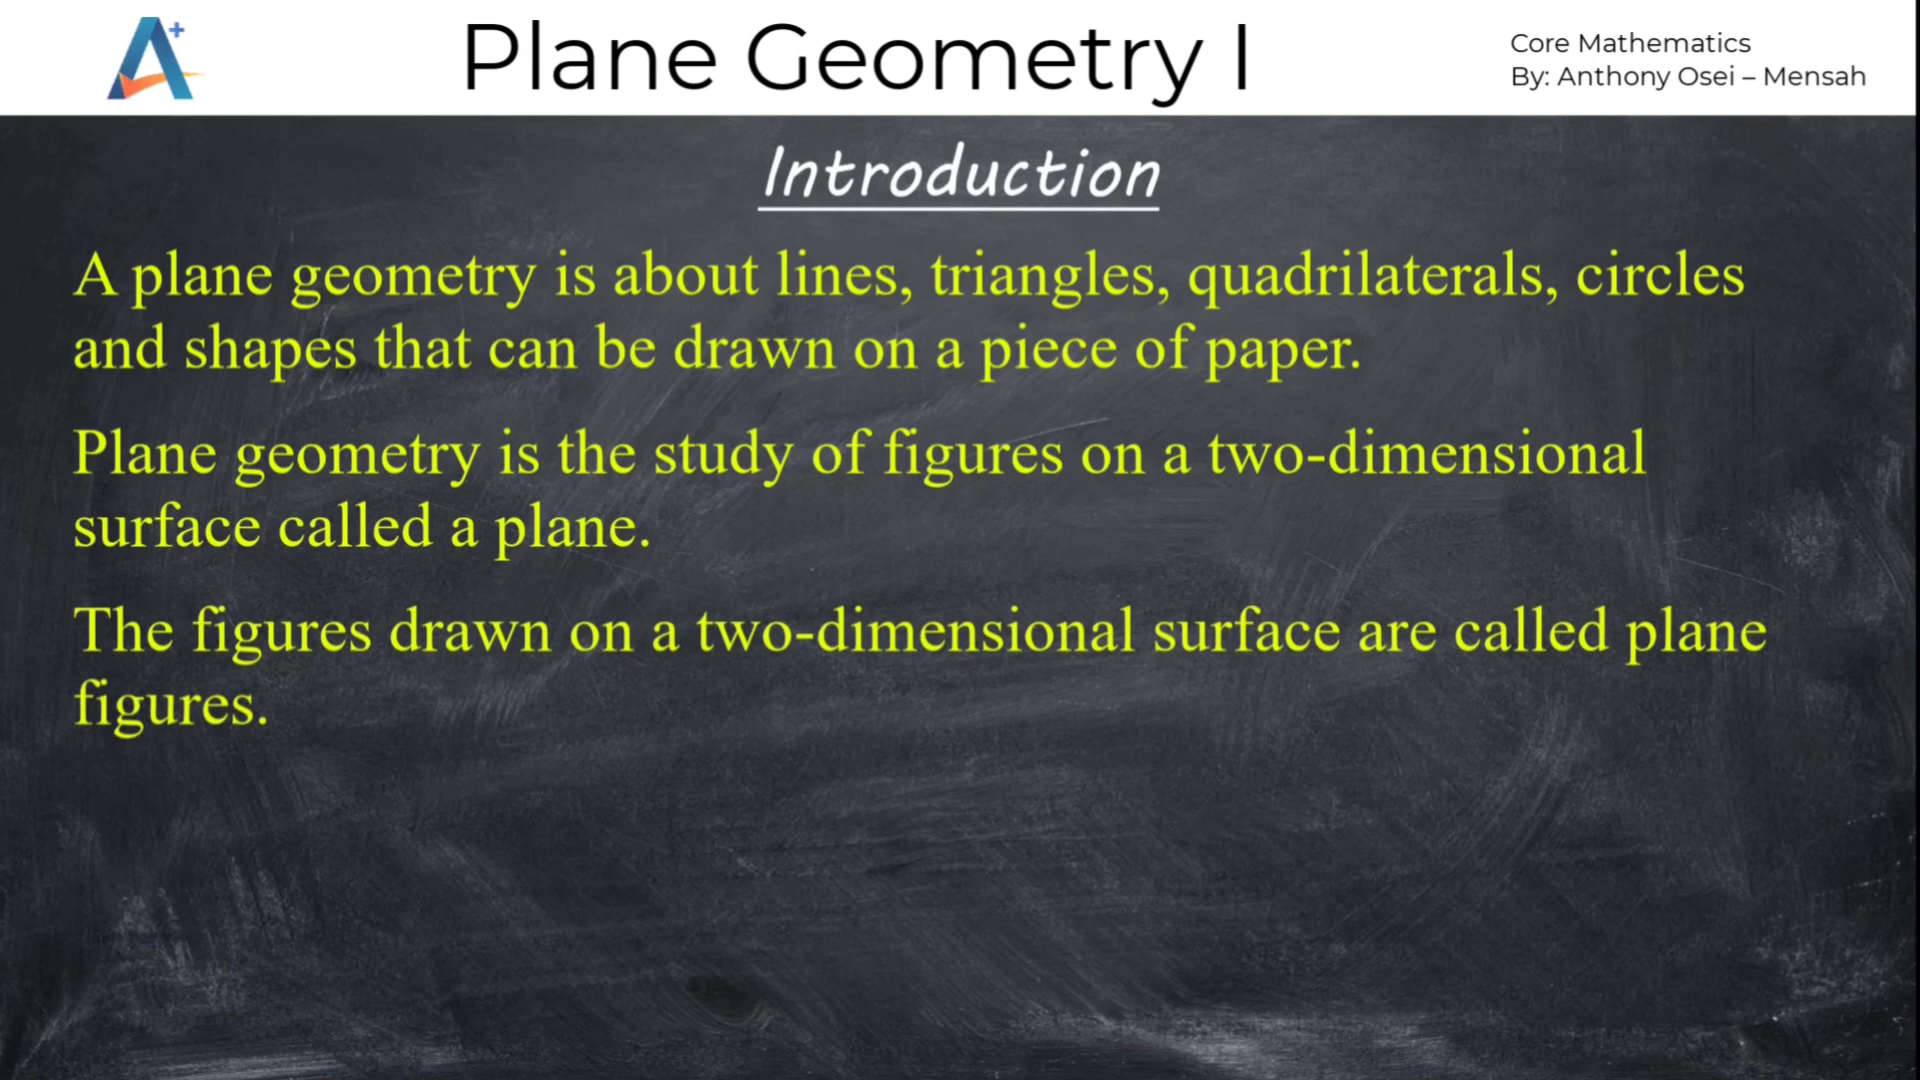 A+
Plane Geometry I
Core Mathematics
By: Anthony Osei – Mensah
Introduction
A plane geometry is about lines, triangles, quadrilaterals, circles
and shapes that can be drawn on a piece of paper.
Plane geometry is the study of figures on a two-dimensional
surface called a plane.
The figures drawn on a two-dimensional surface are called plane
figures.